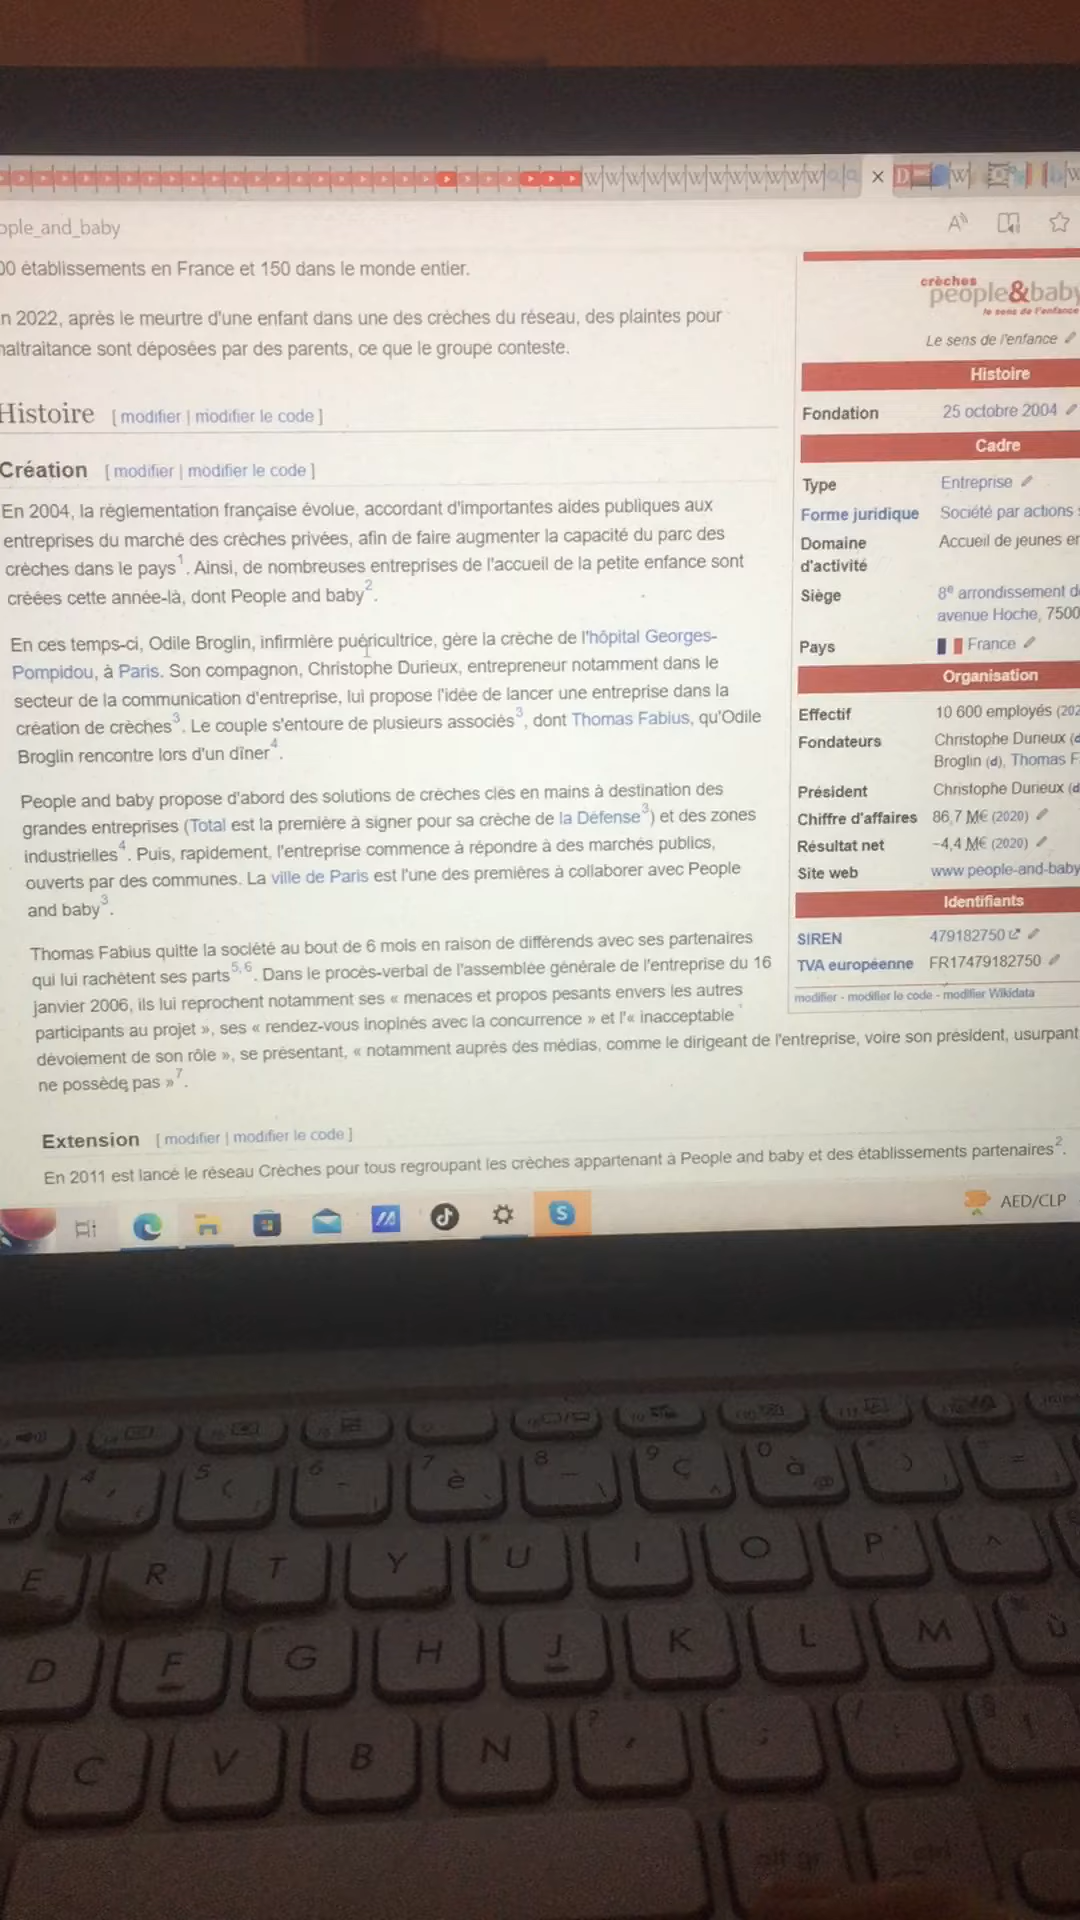 ople_and_baby
00 établissements en France et 150 dans le monde entier.
n 2022, après le meurtre d'une enfant dans une des crèches du réseau, des plaintes pour
naltraitance sont déposées par des parents, ce que le groupe conteste.
Histoire [ modifier | modifier le code ]
Création [ modifier | modifier le code ]
En 2004, la réglementation française évolue, accordant d'importantes aides publiques aux
entreprises du marché des crèches privées, afin de faire augmenter la capacité du parc des
crèches dans le pays1. Ainsi, de nombreuses entreprises de l'accueil de la petite enfance sont
créées cette année-là, dont People and baby2.
En ces temps-ci, Odile Broglin, infirmière puéricultrice, gère la crèche de l'hôpital Georges-
Pompidou, à Paris. Son compagnon, Christophe Durieux, entrepreneur notamment dans le
secteur de la communication d'entreprise, lui propose l'idée de lancer une entreprise dans la
création de crèches3. Le couple s'entoure de plusieurs associés3, dont Thomas Fabius, qu'Odile
Broglin rencontre lors d'un dîner4.
People and baby propose d'abord des solutions de crèches clés en mains à destination des
grandes entreprises (Total est la première à signer pour sa crèche de la Défense3) et des zones
industrielles4. Puis, rapidement, l'entreprise commence à répondre à des marchés publics,
ouverts par des communes. La ville de Paris est l'une des premières à collaborer avec People
and baby3.
Thomas Fabius quitte la société au bout de 6 mois en raison de différends avec ses partenaires
qui lui rachètent ses parts5,6. Dans le procès-verbal de l'assemblée générale de l'entreprise du 16
janvier 2006, ils lui reprochent notamment ses « menaces et propos pesants envers les autres
participants au projet », ses « rendez-vous inopinés avec la concurrence » et l'« inacceptable
dévoiement de son rôle », se présentant, « notamment auprès des médias, comme le dirigeant de l'entreprise, voire son président, usurpant
ne possède pas »7.
Extension [ modifier | modifier le code ]
En 2011 est lancé le réseau Crèches pour tous regroupant les crèches appartenant à People and baby et des établissements partenaires2.
crèches
people&baby
le sens de l'enfance
Le sens de l'enfance
Histoire
Fondation 25 octobre 2004
Cadre
Type Entreprise
Forme juridique Société par actions s
Domaine d'activité Accueil de jeunes en
Siège 8e arrondissement de
avenue Hoche, 7500
Pays France
Organisation
Effectif 10 600 employés (202
Fondateurs Christophe Durieux (d
Broglin (d), Thomas F
Président Christophe Durieux (d
Chiffre d'affaires 86,7 M€ (2020)
Résultat net −4,4 M€ (2020)
Site web www.people-and-baby
Identifiants
SIREN 479182750
TVA européenne FR17479182750
modifier - modifier le code - modifier Wikidata
AED/CLP
4 5 ( 6 - 7 è 8 _ 9 ç 0 à @ ) =
E R T Y U I O P ^
D F G H J K L M ù
C V B N ? , ;
alt gr ctrl